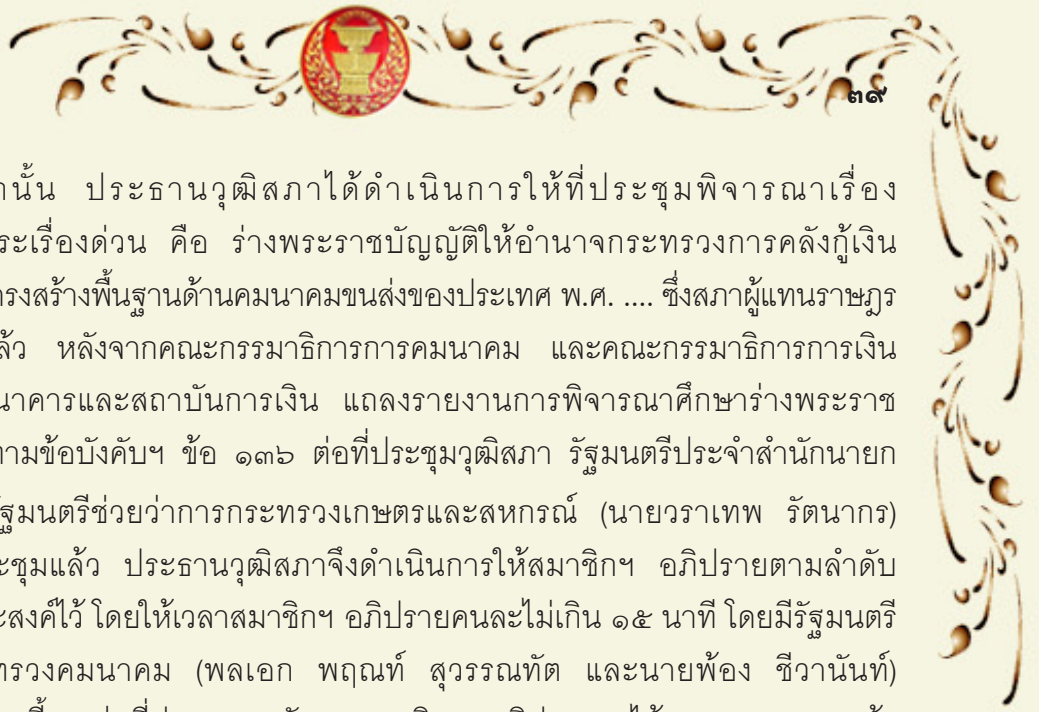 ๓๙
านั้น ประธานวุฒิสภาได้ดำเนินการให้ที่ประชุมพิจารณาเรื่อง
ระเรื่องด่วน คือ ร่างพระราชบัญญัติให้อำนาจกระทรวงการคลังกู้เงิน
ครงสร้างพื้นฐานด้านคมนาคมขนส่งของประเทศ พ.ศ. .... ซึ่งสภาผู้แทนราษฎร
ล้ว หลังจากคณะกรรมาธิการการคมนาคม และคณะกรรมาธิการการเงิน
นาคารและสถาบันการเงิน แถลงรายงานการพิจารณาศึกษาร่างพระราช
ตามข้อบังคับฯ ข้อ ๑๓๖ ต่อที่ประชุมวุฒิสภา รัฐมนตรีประจำสำนักนายก
รัฐมนตรีช่วยว่าการกระทรวงเกษตรและสหกรณ์ (นายวราเทพ รัตนากร)
ะชุมแล้ว ประธานวุฒิสภาจึงดำเนินการให้สมาชิกฯ อภิปรายตามลำดับ
ะสงค์ไว้ โดยให้เวลาสมาชิกฯ อภิปรายคนละไม่เกิน ๑๕ นาที โดยมีรัฐมนตรี
ทรวงคมนาคม (พลเอก พฤณท์ สุวรรณทัต และนายพ้อง ชีวานันท์)